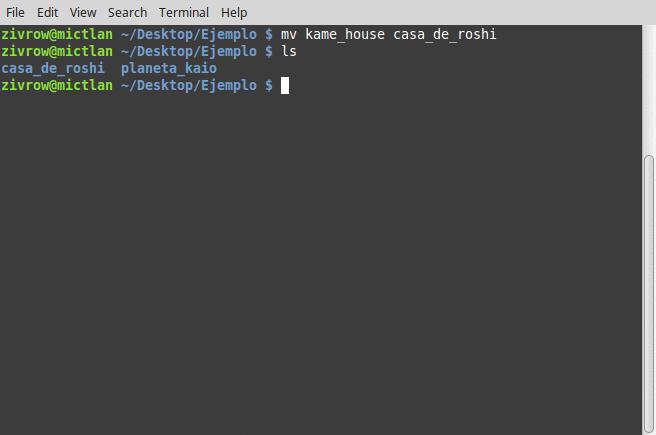 File Edit View Search Terminal Help
zivrow@mictlan ~/Desktop/Ejemplo $ mv kame_house casa_de_roshi
zivrow@mictlan ~/Desktop/Ejemplo $ ls
casa_de_roshi  planeta_kaio
zivrow@mictlan ~/Desktop/Ejemplo $